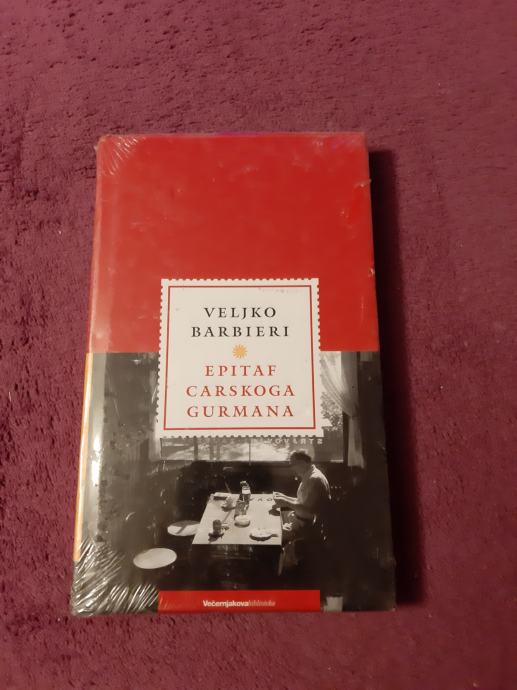 VELJKO
BARBIERI
EPITAF
CARSKOGA
GURMANA
Večernjakova biblioteka